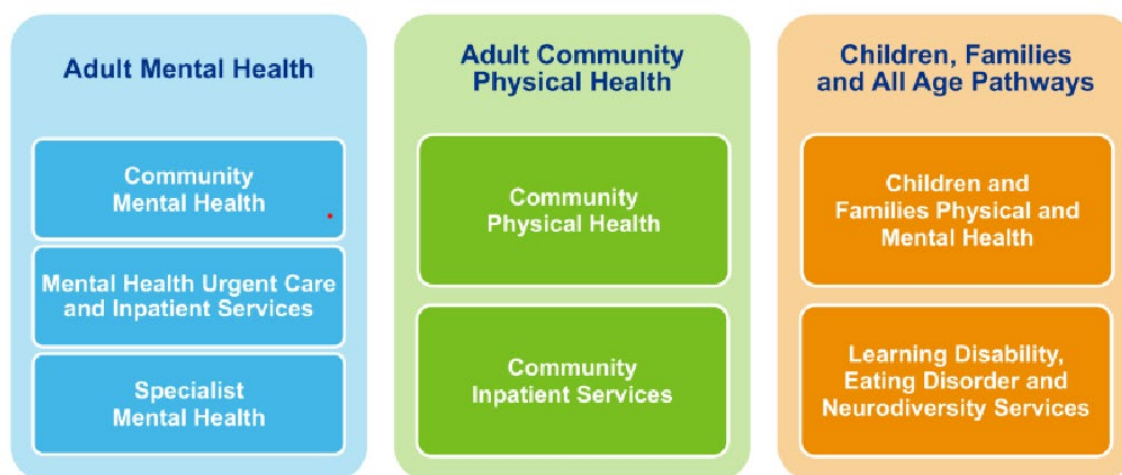 Adult Mental Health
Community
Mental Health
Mental Health Urgent Care
and Inpatient Services
Specialist
Mental Health
Adult Community
Physical Health
Community
Physical Health
Community
Inpatient Services
Children, Families
and All Age Pathways
Children and
Families Physical and
Mental Health
Learning Disability,
Eating Disorder and
Neurodiversity Services